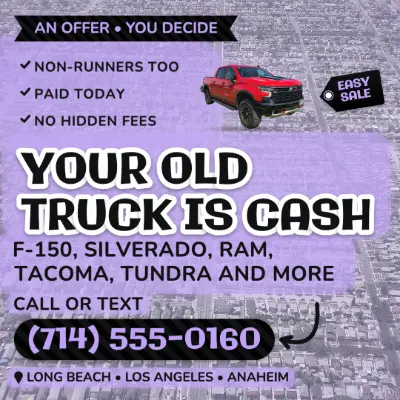 AN OFFER • YOU DECIDE
✓ NON-RUNNERS TOO
✓ PAID TODAY
✓ NO HIDDEN FEES
EASY
SALE
YOUR OLD
TRUCK IS CASH
F-150, SILVERADO, RAM,
TACOMA, TUNDRA AND MORE
CALL OR TEXT
(714) 555-0160
LONG BEACH • LOS ANGELES • ANAHEIM